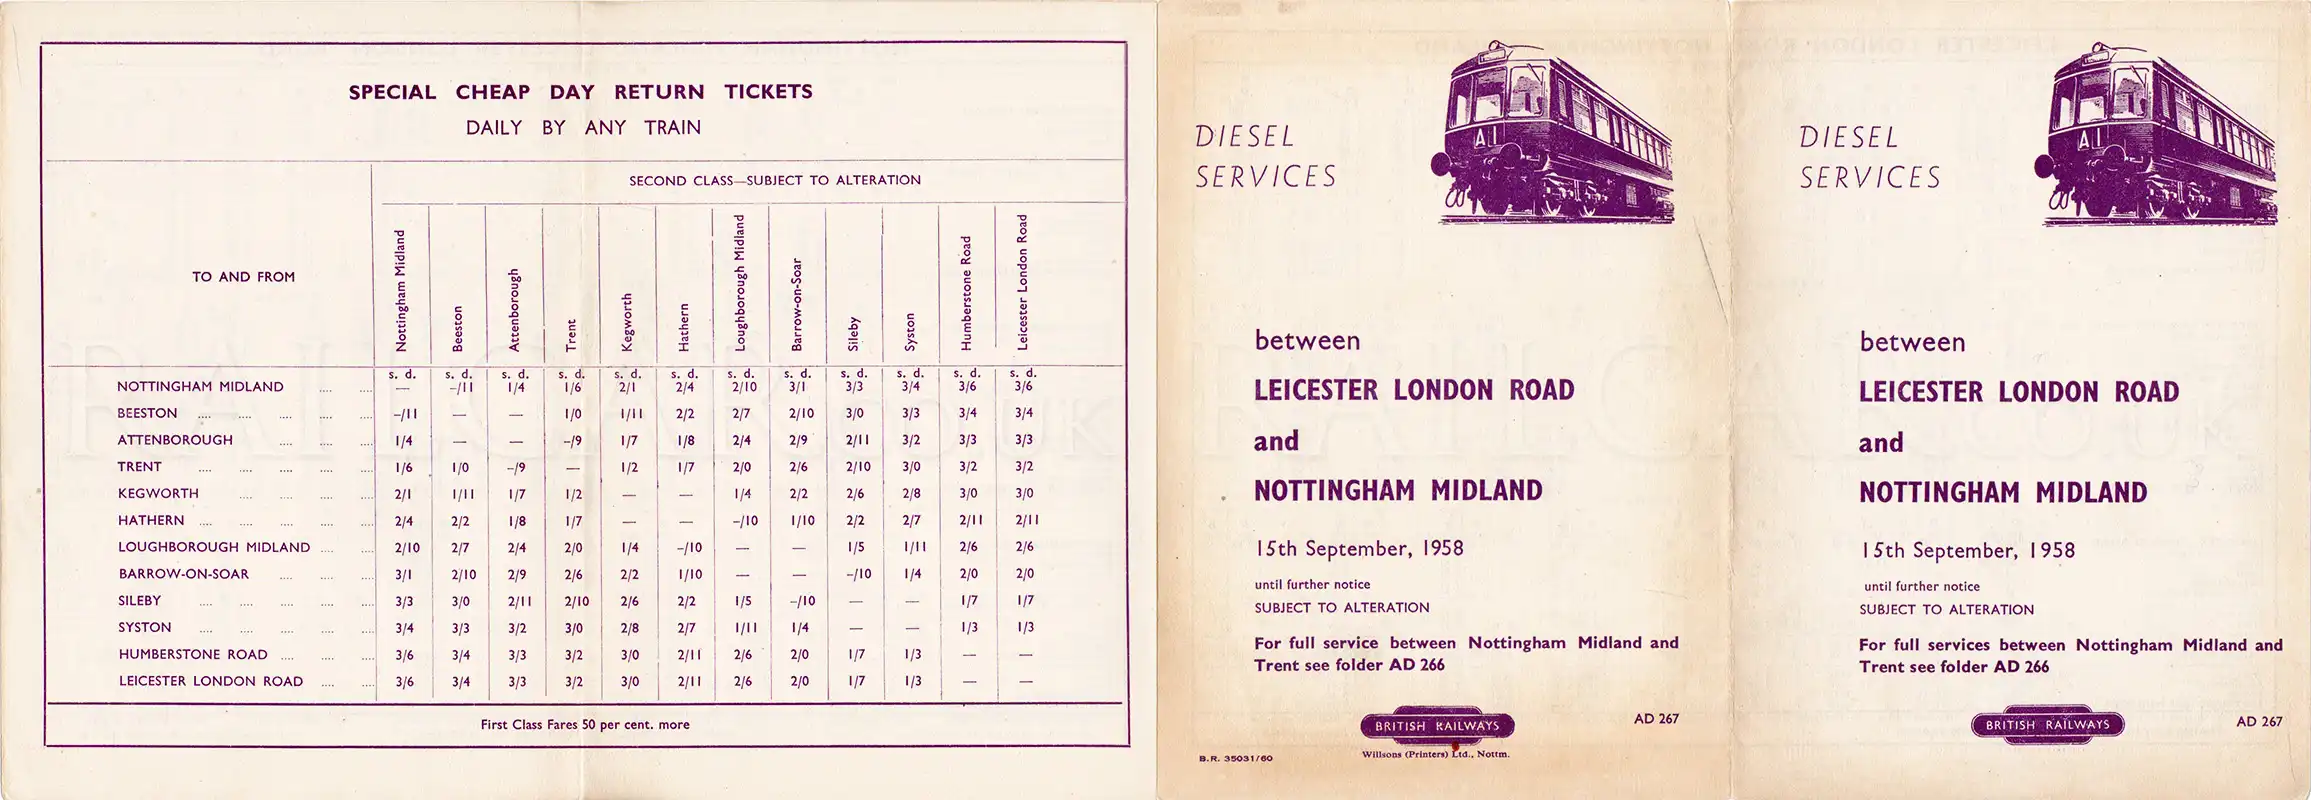 SPECIAL CHEAP DAY RETURN TICKETS
DAILY BY ANY TRAIN
TO AND FROM
SECOND CLASS—SUBJECT TO ALTERATION
Nottingham Midland
Beeston
Attenborough
Trent
Kegworth
Hathern
Loughborough Midland
Barrow-on-Soar
Sileby
Syston
Humberstone Road
Leicester London Road
s. d. s. d. s. d. s. d. s. d. s. d. s. d. s. d. s. d. s. d. s. d. s. d.
NOTTINGHAM MIDLAND .... .... — -/11 1/4 1/6 2/1 2/4 2/10 3/1 3/3 3/4 3/6 3/6
BEESTON .... .... .... .... .... -/11 — — 1/0 1/11 2/2 2/7 2/10 3/0 3/3 3/4 3/4
ATTENBOROUGH .... .... .... 1/4 — — -/9 1/7 1/8 2/4 2/9 2/11 3/2 3/3 3/3
TRENT .... .... .... .... .... 1/6 1/0 -/9 — 1/2 1/7 2/0 2/6 2/10 3/0 3/2 3/2
KEGWORTH .... .... .... .... 2/1 1/11 1/7 1/2 — — 1/4 2/2 2/6 2/8 3/0 3/0
HATHERN .... .... .... .... .... 2/4 2/2 1/8 1/7 — — -/10 1/10 2/2 2/7 2/11 2/11
LOUGHBOROUGH MIDLAND .... .... 2/10 2/7 2/4 2/0 1/4 -/10 — — 1/5 1/11 2/6 2/6
BARROW-ON-SOAR .... .... .... 3/1 2/10 2/9 2/6 2/2 1/10 — — -/10 1/4 2/0 2/0
SILEBY .... .... .... .... .... 3/3 3/0 2/11 2/10 2/6 2/2 1/5 -/10 — — 1/7 1/7
SYSTON .... .... .... .... .... 3/4 3/3 3/2 3/0 2/8 2/7 1/11 1/4 — — 1/3 1/3
HUMBERSTONE ROAD .... .... .... 3/6 3/4 3/3 3/2 3/0 2/11 2/6 2/0 1/7 1/3 — —
LEICESTER LONDON ROAD .... .... 3/6 3/4 3/3 3/2 3/0 2/11 2/6 2/0 1/7 1/3 — —
First Class Fares 50 per cent. more
DIESEL
SERVICES
A1
between
LEICESTER LONDON ROAD
and
NOTTINGHAM MIDLAND
15th September, 1958
until further notice
SUBJECT TO ALTERATION
For full service between Nottingham Midland and
Trent see folder AD 266
BRITISH RAILWAYS
AD 267
B.R. 35031/60
Willsons (Printers) Ltd., Nottm.
DIESEL
SERVICES
A1
between
LEICESTER LONDON ROAD
and
NOTTINGHAM MIDLAND
15th September, 1958
until further notice
SUBJECT TO ALTERATION
For full services between Nottingham Midland and
Trent see folder AD 266
BRITISH RAILWAYS
AD 267